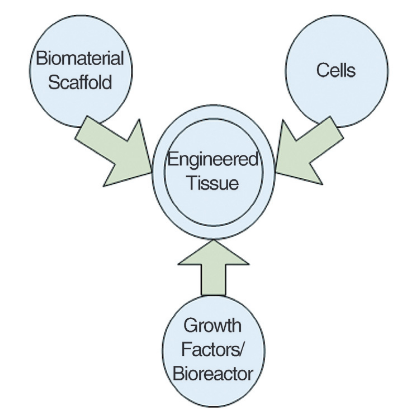 Biomaterial
Scaffold
Cells
Engineered
Tissue
Growth
Factors/
Bioreactor